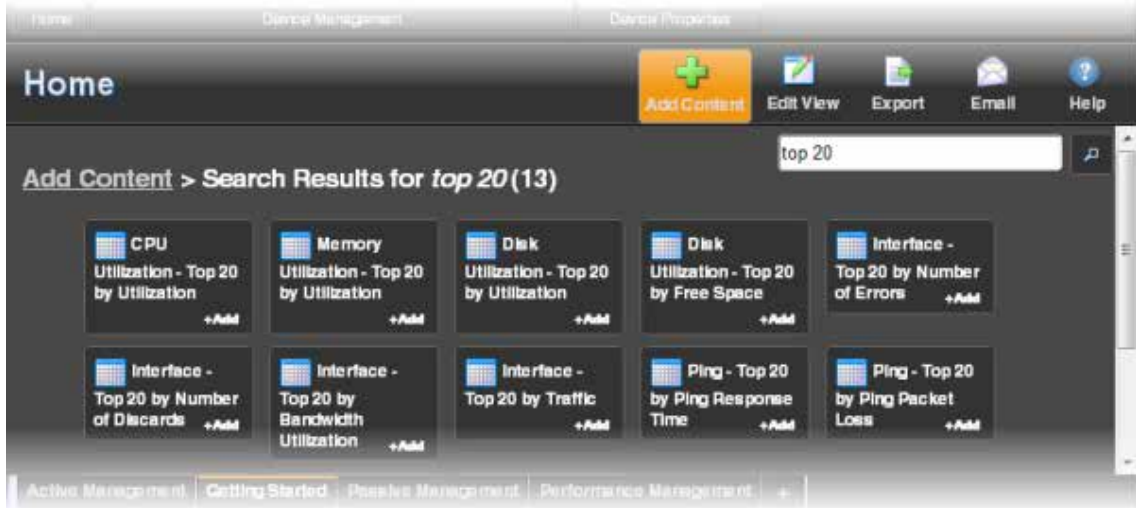 Home
Device Management
Device Properties
Home
Add Content
Edit View
Export
Email
Help
top 20
Add Content > Search Results for top 20 (13)
CPU
Utilization - Top 20
by Utilization
+Add
Memory
Utilization - Top 20
by Utilization
+Add
Disk
Utilization - Top 20
by Utilization
+Add
Disk
Utilization - Top 20
by Free Space
+Add
Interface -
Top 20 by Number
of Errors
+Add
Interface -
Top 20 by Number
of Discards
+Add
Interface -
Top 20 by
Bandwidth
Utilization
+Add
Interface -
Top 20 by Traffic
+Add
Ping - Top 20
by Ping Response
Time
+Add
Ping - Top 20
by Ping Packet
Loss
+Add
Active Management
Getting Started
Passive Management
Performance Management
+